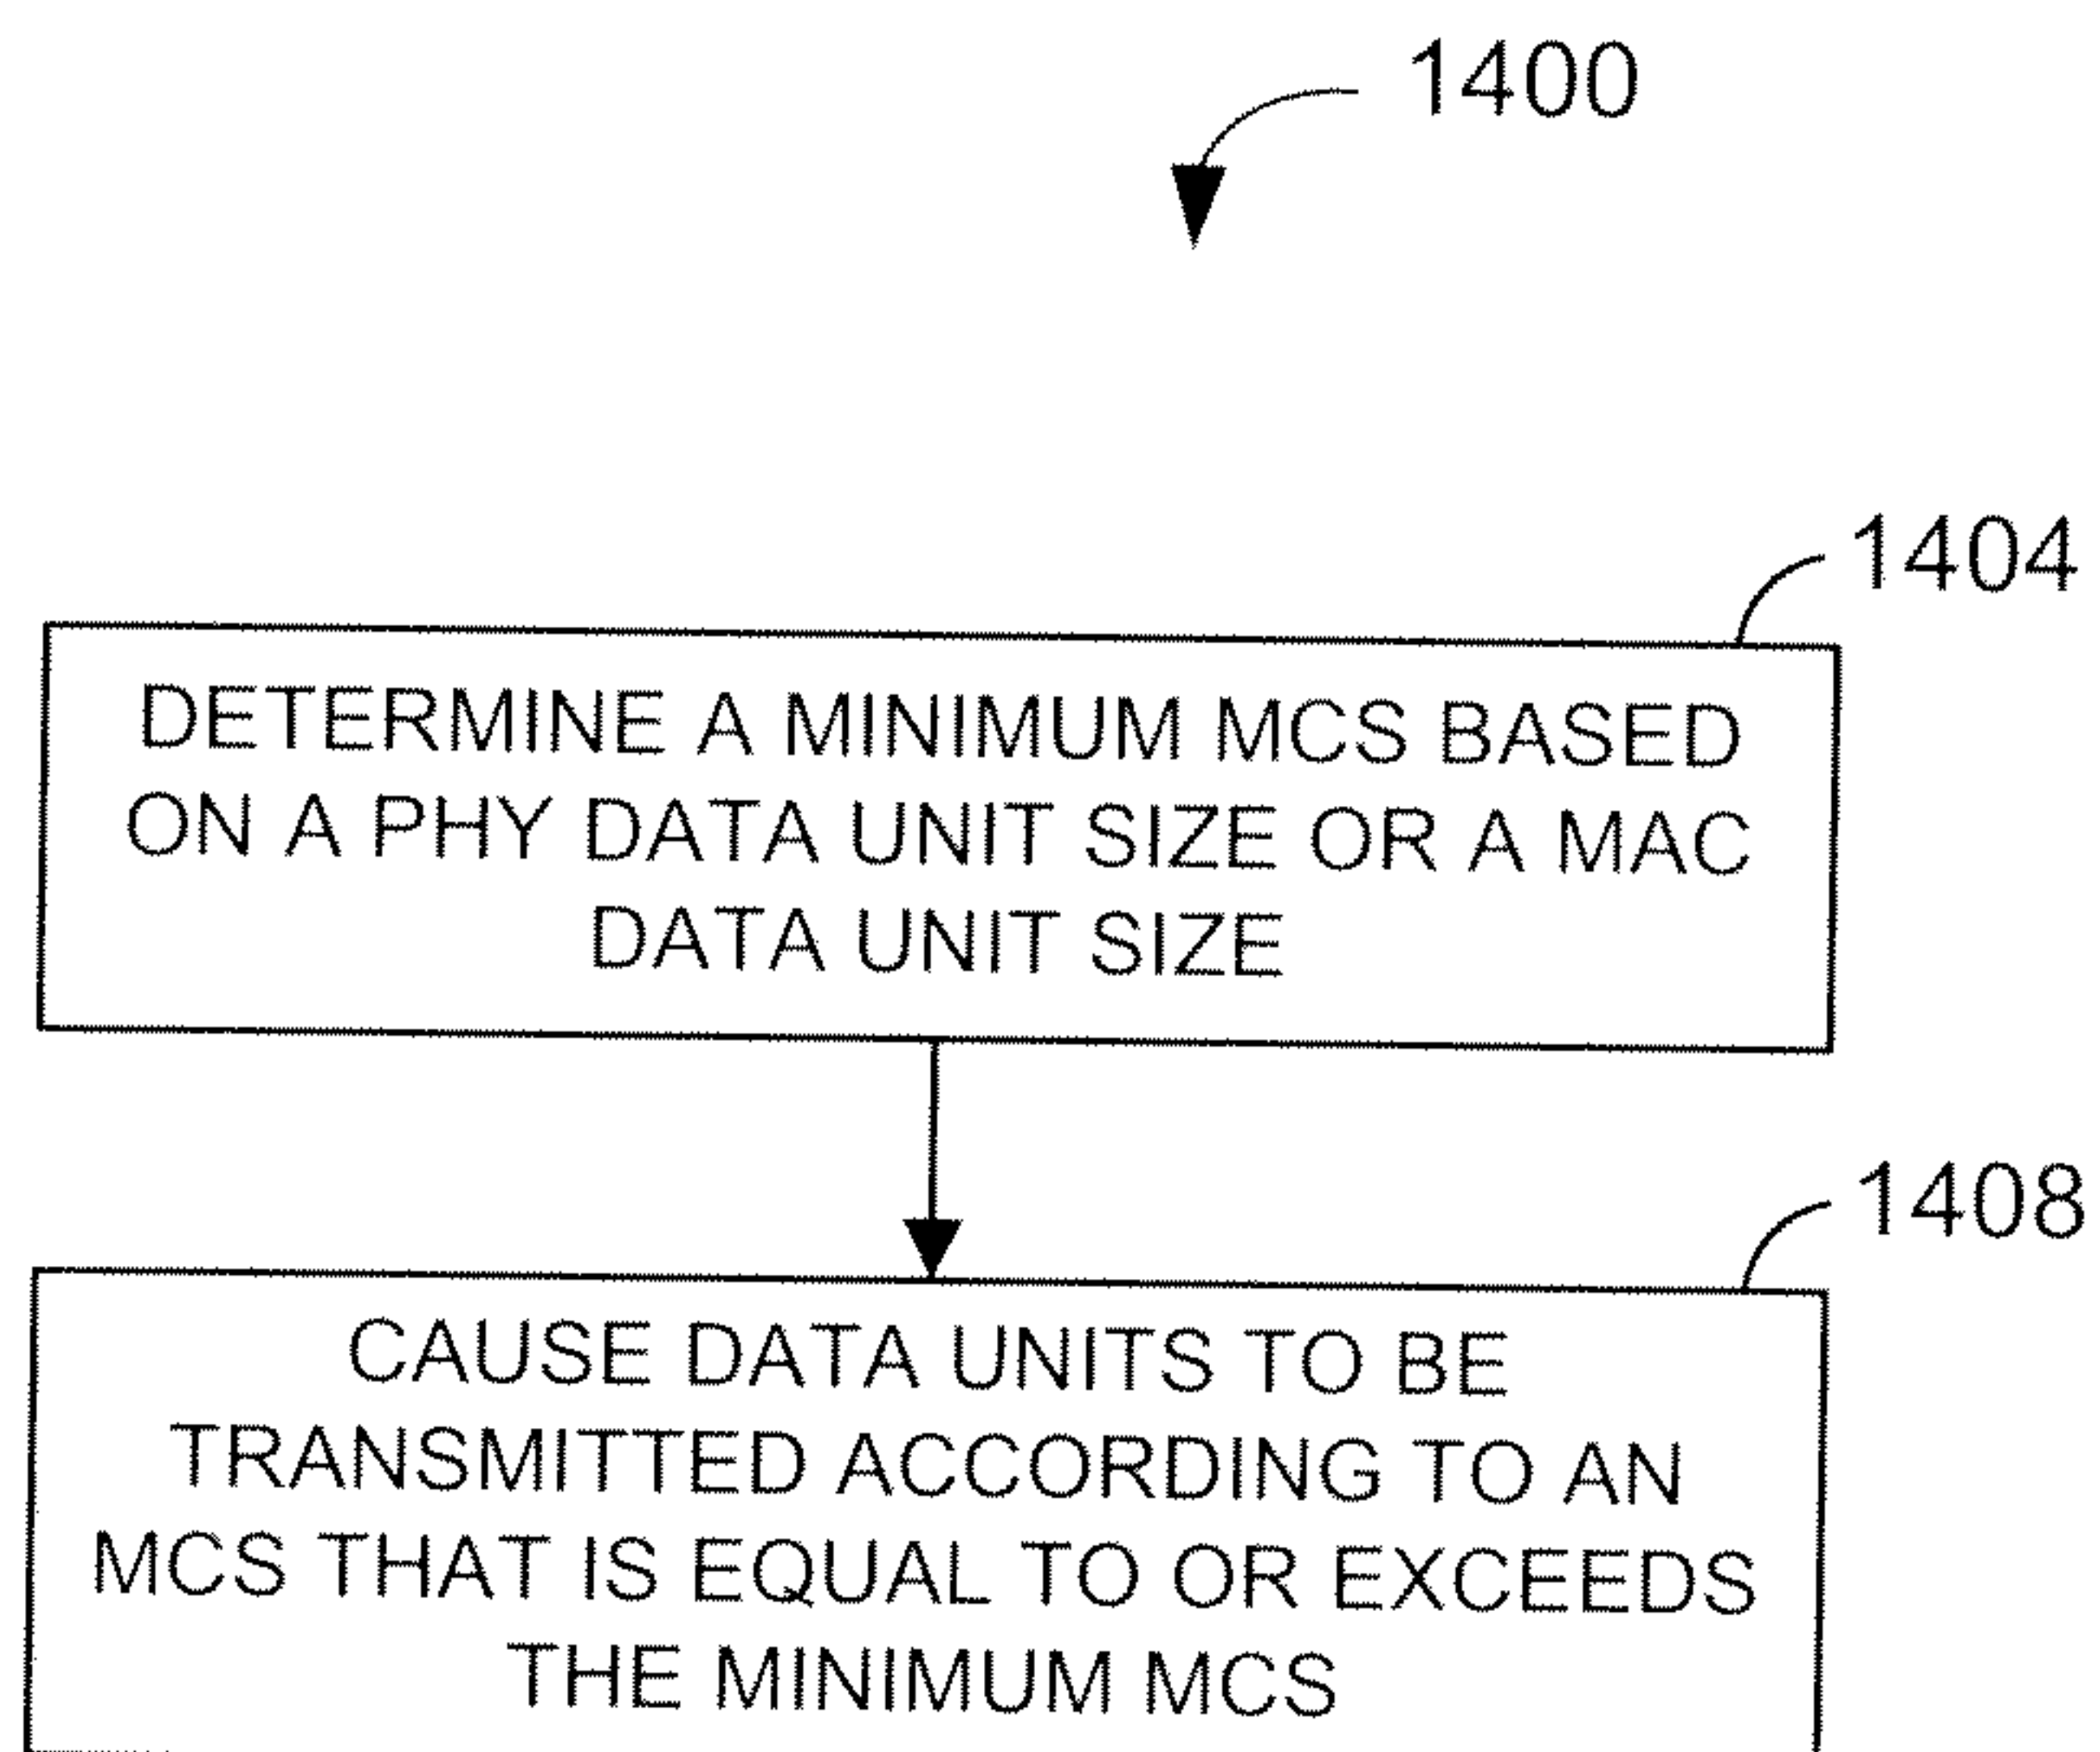 1400
1404
DETERMINE A MINIMUM MCS BASED
ON A PHY DATA UNIT SIZE OR A MAC
DATA UNIT SIZE
1408
CAUSE DATA UNITS TO BE
TRANSMITTED ACCORDING TO AN
MCS THAT IS EQUAL TO OR EXCEEDS
THE MINIMUM MCS